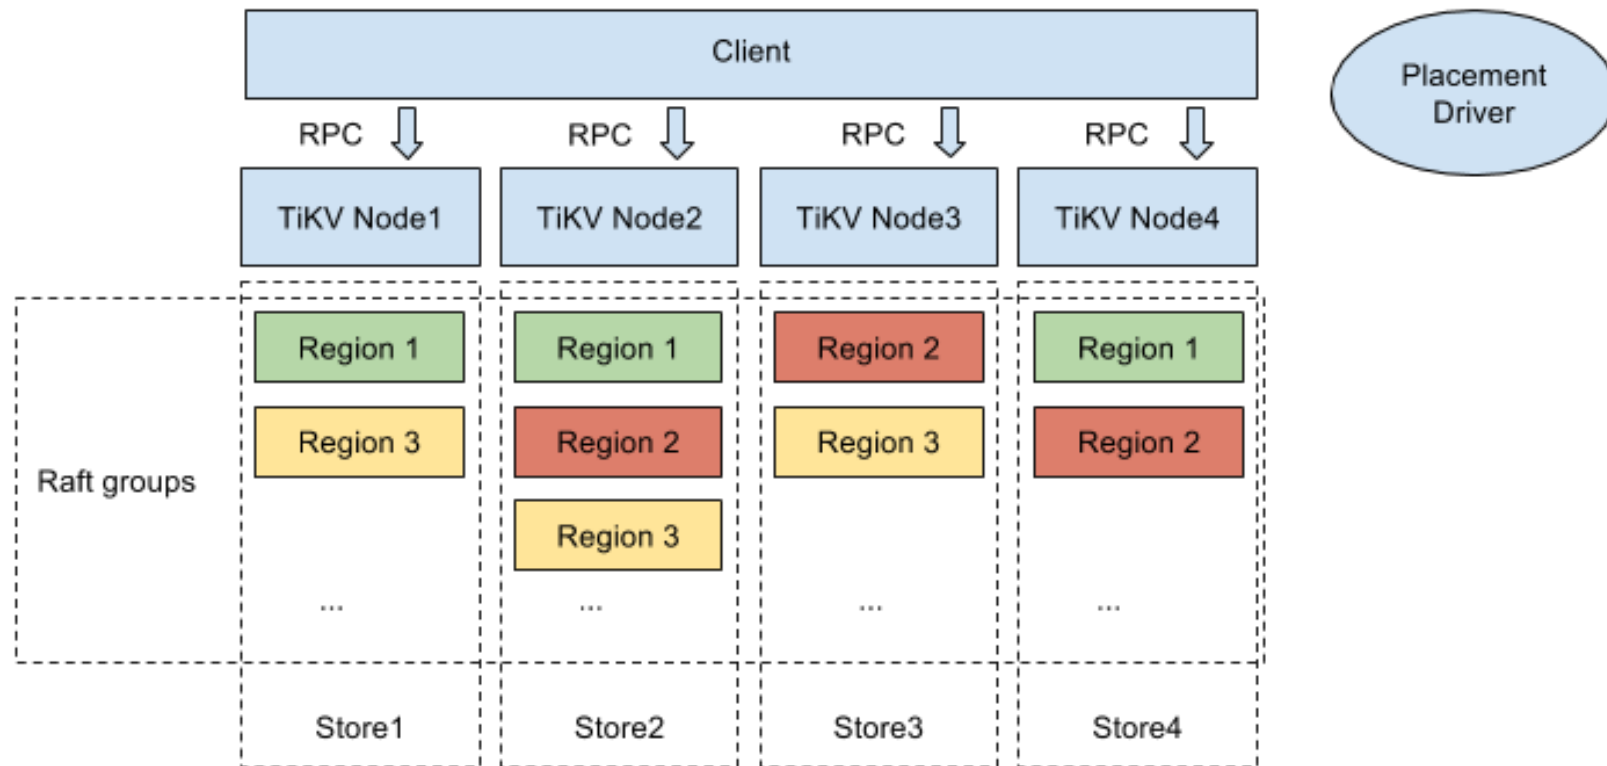 Client
Placement
Driver
RPC
RPC
RPC
RPC
TiKV Node1
TiKV Node2
TiKV Node3
TiKV Node4
Region 1
Region 1
Region 2
Region 1
Region 3
Region 2
Region 3
Region 2
Raft groups
Region 3
...
...
...
...
Store1
Store2
Store3
Store4